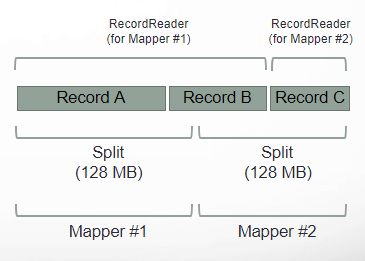 RecordReader
(for Mapper #1)
RecordReader
(for Mapper #2)
Record A
Record B
Record C
Split
(128 MB)
Split
(128 MB)
Mapper #1
Mapper #2